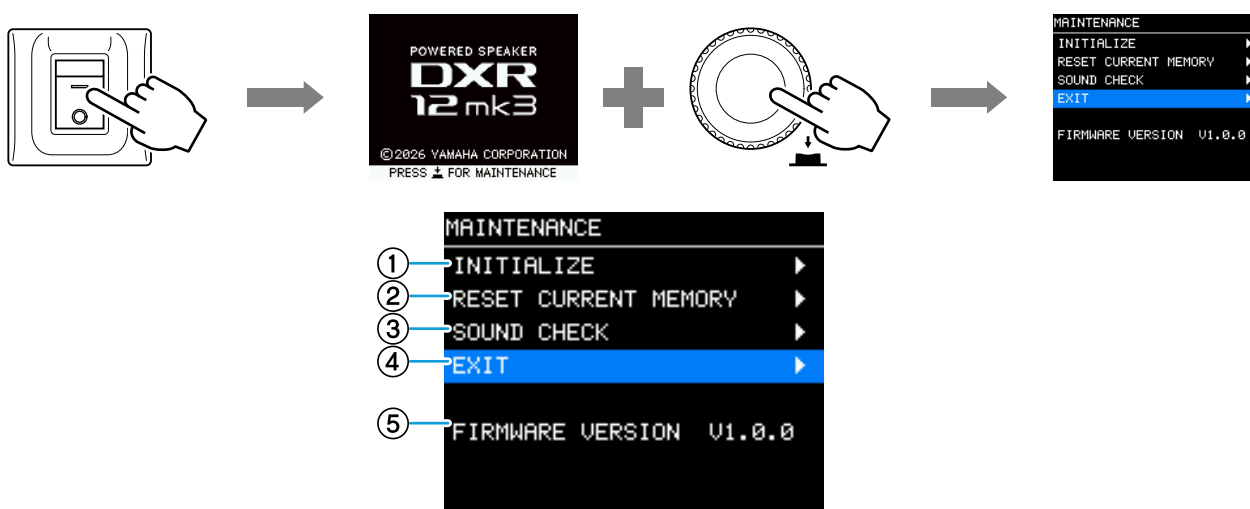 POWERED SPEAKER
DXR
12mk3
©2026 YAMAHA CORPORATION
PRESS FOR MAINTENANCE
MAINTENANCE
INITIALIZE
RESET CURRENT MEMORY
SOUND CHECK
EXIT
FIRMWARE VERSION V1.0.0
MAINTENANCE
① INITIALIZE
② RESET CURRENT MEMORY
③ SOUND CHECK
④ EXIT
⑤ FIRMWARE VERSION V1.0.0